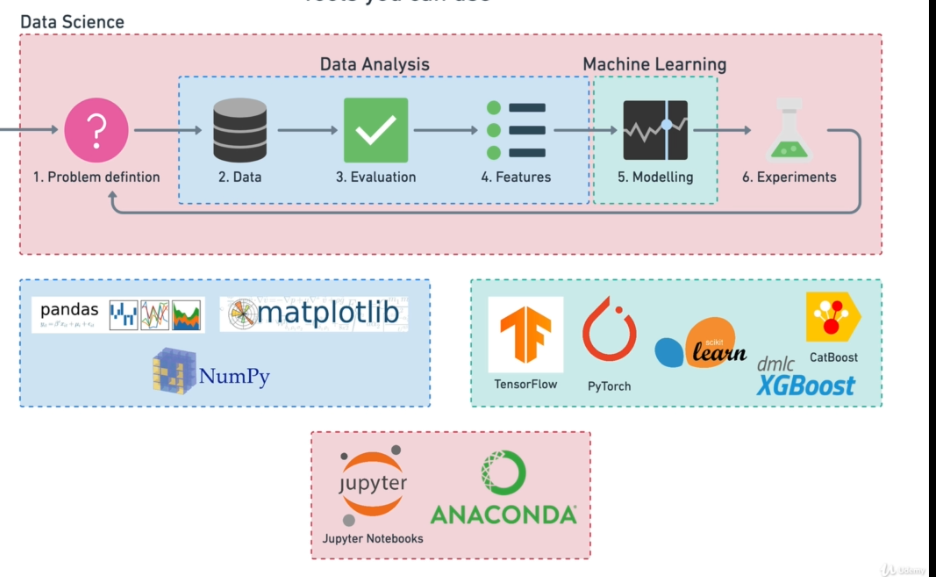 Tools you can use
Data Science
Data Analysis
Machine Learning
?
1. Problem defintion
2. Data
3. Evaluation
4. Features
5. Modelling
6. Experiments
pandas
matplotlib
NumPy
TensorFlow
PyTorch
scikit
learn
CatBoost
dmlc
XGBoost
jupyter
Jupyter Notebooks
ANACONDA
Udemy